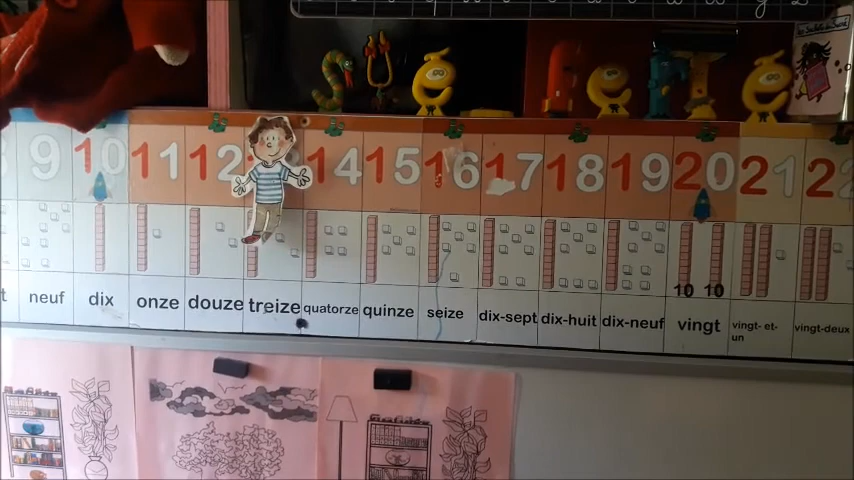 9 10 11 12 14 15 16 17 18 19 20 21 22
10 10
neuf dix onze douze treize quatorze quinze seize dix-sept dix-huit dix-neuf vingt vingt- et- vingt-deux
un